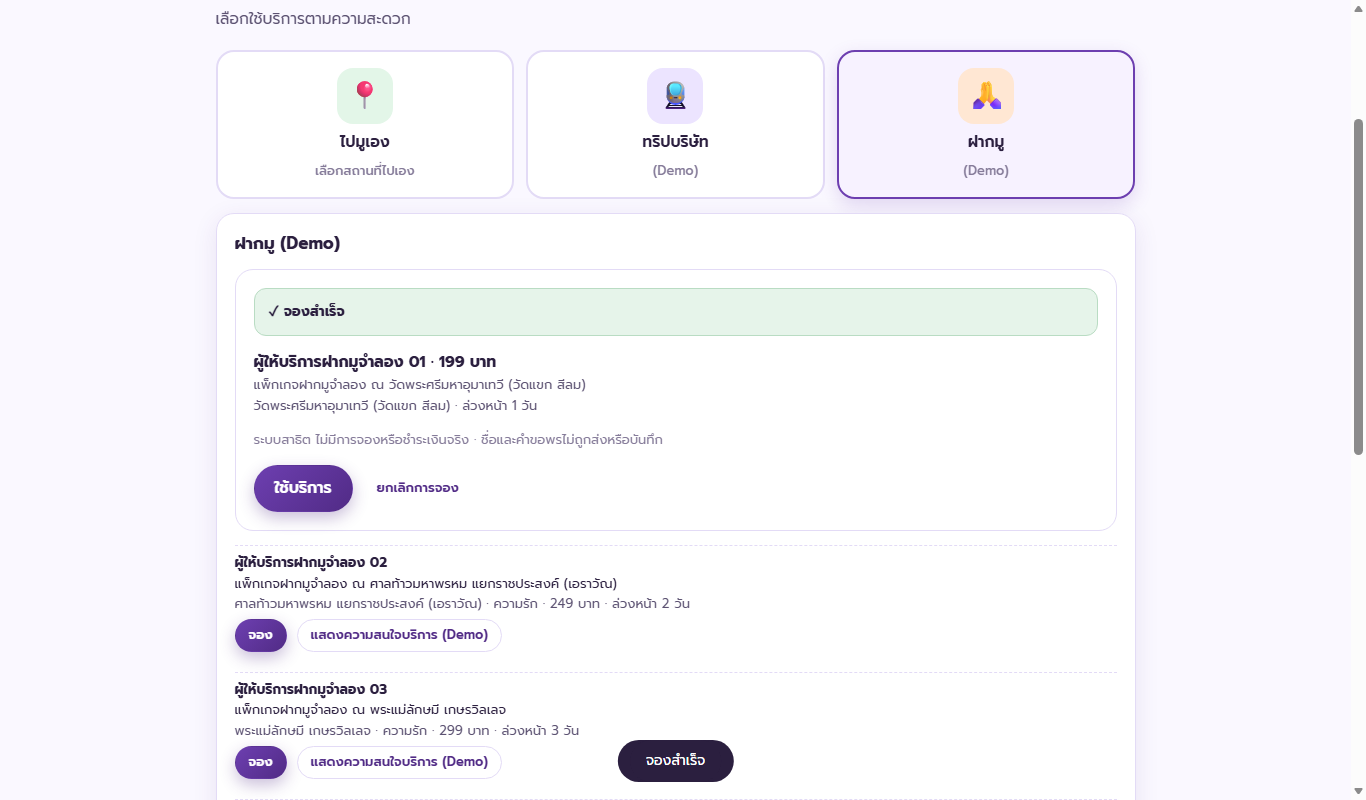 เลือกใช้บริการตามความสะดวก
ไปมูเอง
เลือกสถานที่ไปเอง
ทริปบริษัท
(Demo)
ฝากมู
(Demo)
ฝากมู (Demo)
✓ จองสำเร็จ
ผู้ให้บริการฝากมูจำลอง 01 · 199 บาท
แพ็กเกจฝากมูจำลอง ณ วัดพระศรีมหาอุมาเทวี (วัดแขก สีลม)
วัดพระศรีมหาอุมาเทวี (วัดแขก สีลม) · ล่วงหน้า 1 วัน
ระบบสาธิต ไม่มีการจองหรือชำระเงินจริง · ชื่อและคำขอพรไม่ถูกส่งหรือบันทึก
ใช้บริการ
ยกเลิกการจอง
ผู้ให้บริการฝากมูจำลอง 02
แพ็กเกจฝากมูจำลอง ณ ศาลท้าวมหาพรหม แยกราชประสงค์ (เอราวัณ)
ศาลท้าวมหาพรหม แยกราชประสงค์ (เอราวัณ) · ความรัก · 249 บาท · ล่วงหน้า 2 วัน
จอง
แสดงความสนใจบริการ (Demo)
ผู้ให้บริการฝากมูจำลอง 03
แพ็กเกจฝากมูจำลอง ณ พระแม่ลักษมี เกษรวิลเลจ
พระแม่ลักษมี เกษรวิลเลจ · ความรัก · 299 บาท · ล่วงหน้า 3 วัน
จอง
แสดงความสนใจบริการ (Demo)
จองสำเร็จ